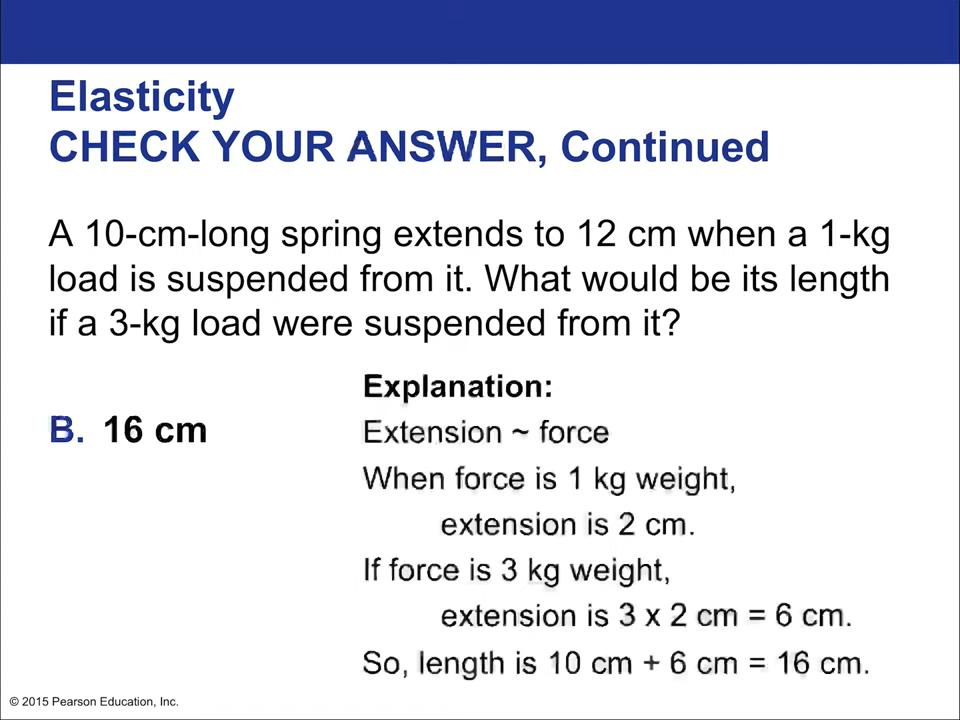 Elasticity
CHECK YOUR ANSWER, Continued
A 10-cm-long spring extends to 12 cm when a 1-kg
load is suspended from it. What would be its length
if a 3-kg load were suspended from it?
B. 16 cm
Explanation:
Extension ~ force
When force is 1 kg weight,
extension is 2 cm.
If force is 3 kg weight,
extension is 3 x 2 cm = 6 cm.
So, length is 10 cm + 6 cm = 16 cm.
© 2015 Pearson Education, Inc.